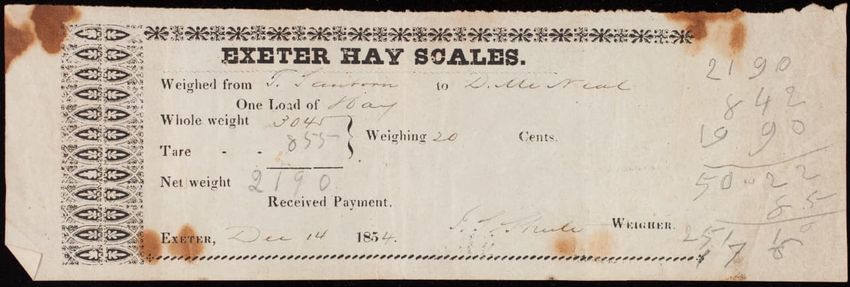 EXETER HAY SCALES.
Weighed from T. Sanborn to D. McNeal
One Load of Hay
Whole weight 3045
Tare - - 855 } Weighing 20 Cents.
Net weight 2190
Received Payment.
EXETER, Dec 14 1854. WEIGHER.
2190
842
1990
50.22
85